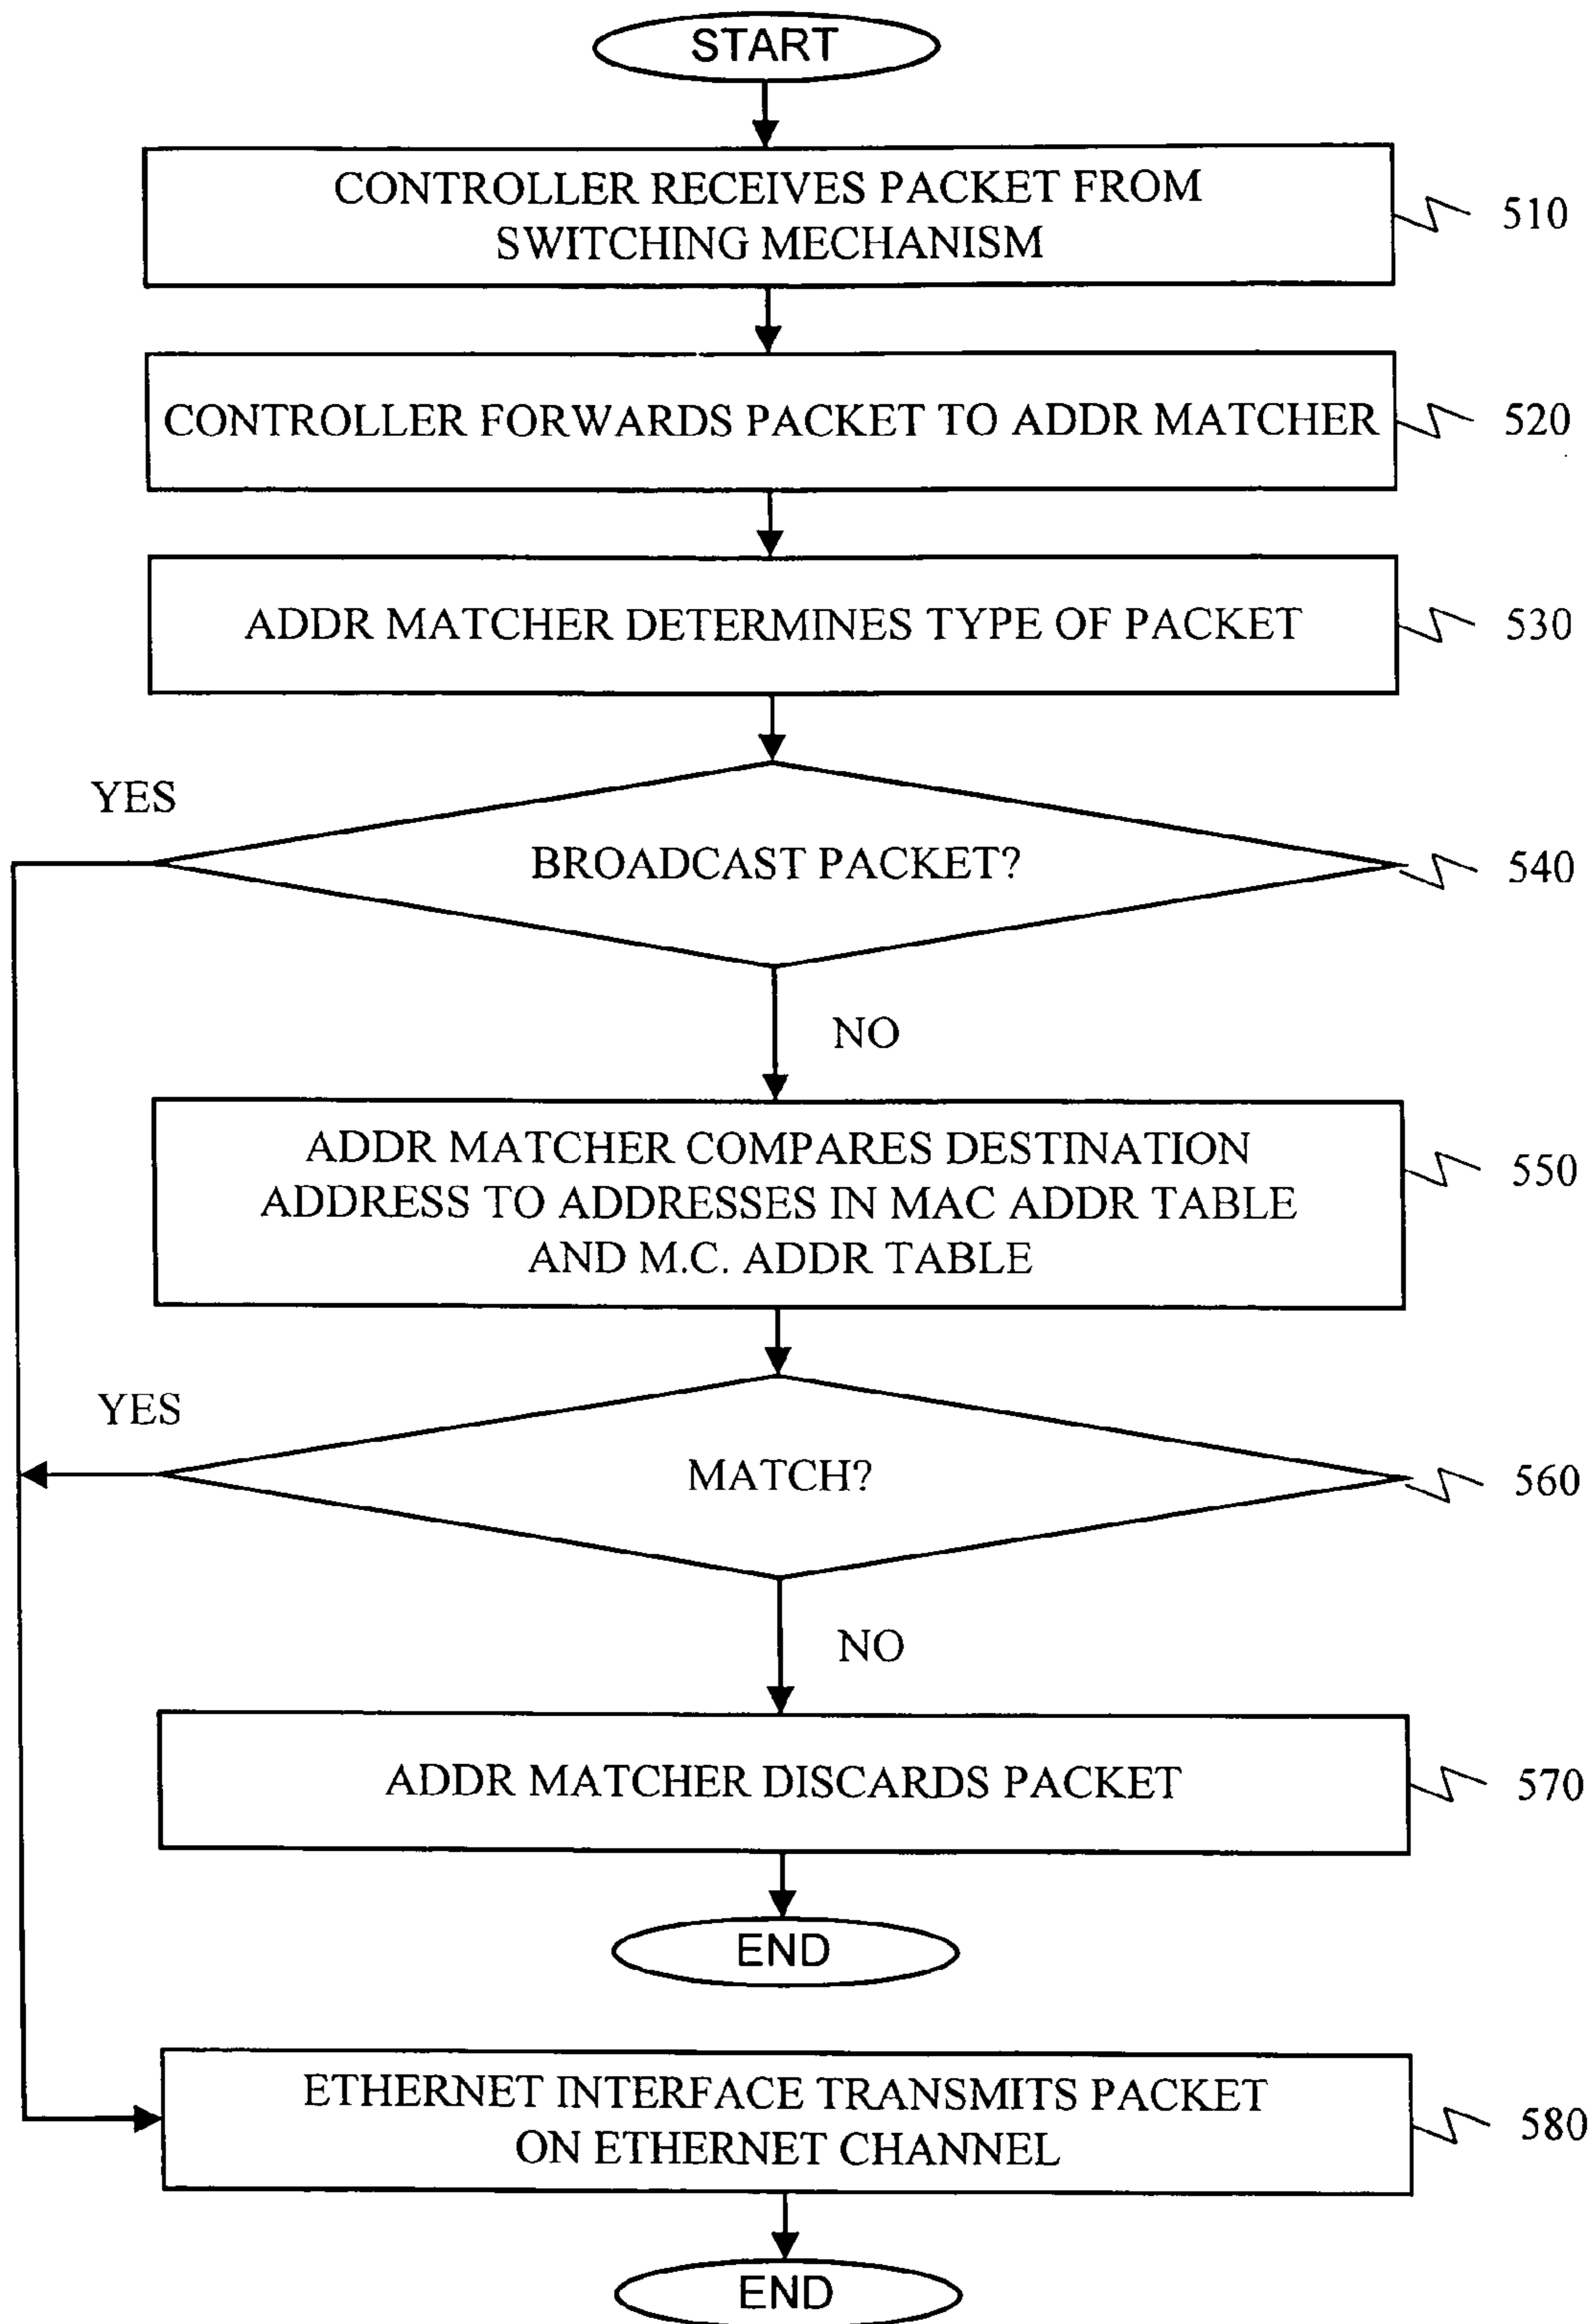 START
CONTROLLER RECEIVES PACKET FROM
SWITCHING MECHANISM
510
CONTROLLER FORWARDS PACKET TO ADDR MATCHER
520
ADDR MATCHER DETERMINES TYPE OF PACKET
530
YES
BROADCAST PACKET?
540
NO
ADDR MATCHER COMPARES DESTINATION
ADDRESS TO ADDRESSES IN MAC ADDR TABLE
AND M.C. ADDR TABLE
550
YES
MATCH?
560
NO
ADDR MATCHER DISCARDS PACKET
570
END
ETHERNET INTERFACE TRANSMITS PACKET
ON ETHERNET CHANNEL
580
END